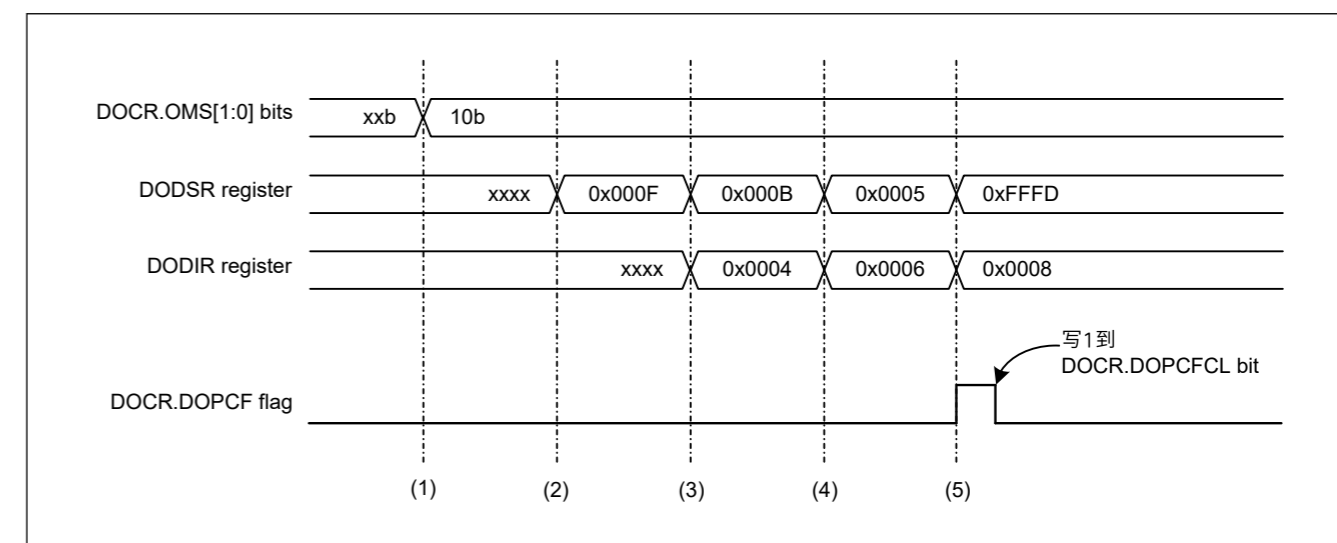 DOCR.OMS[1:0] bits xxb 10b
DODSR register xxxx 0x000F 0x000B 0x0005 0xFFFD
DODIR register xxxx 0x0004 0x0006 0x0008
写1到
DOCR.DOPCFCL bit
DOCR.DOPCF flag
(1) (2) (3) (4) (5)